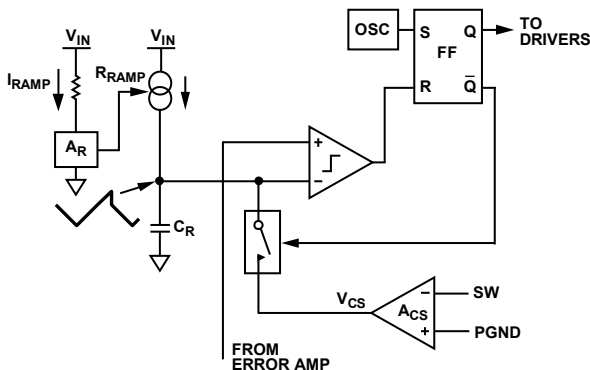 V_IN
V_IN
I_RAMP
R_RAMP
A_R
C_R
OSC
S
Q
FF
R
Q̅
TO
DRIVERS
+
–
V_CS
A_CS
–
+
SW
PGND
FROM
ERROR AMP